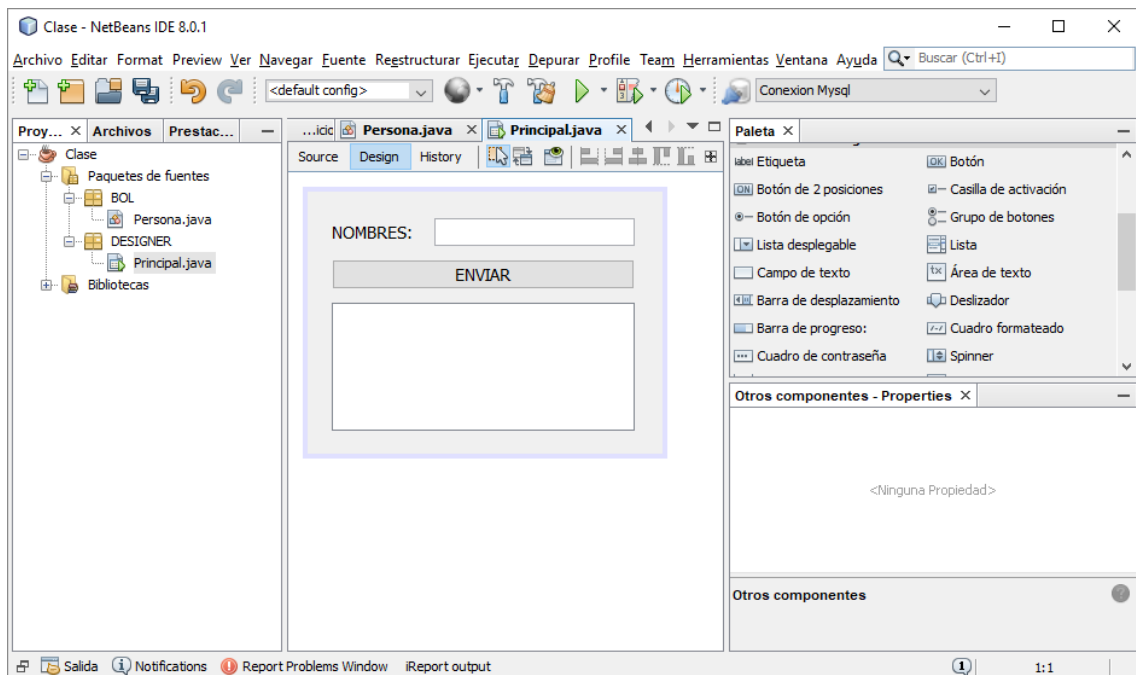 Clase - NetBeans IDE 8.0.1
Archivo Editar Format Preview Ver Navegar Fuente Reestructurar Ejecutar Depurar Profile Team Herramientas Ventana Ayuda Buscar (Ctrl+I)
<default config> Conexion Mysql
Proy... Archivos Prestac...
Clase
Paquetes de fuentes
BOL
Persona.java
DESIGNER
Principal.java
Bibliotecas
...icic Persona.java Principal.java
Source Design History
NOMBRES:
ENVIAR
Paleta
label Etiqueta OK Botón
ON Botón de 2 posiciones Casilla de activación
Botón de opción Grupo de botones
Lista desplegable Lista
Campo de texto tx Área de texto
Barra de desplazamiento Deslizador
Barra de progreso: Cuadro formateado
Cuadro de contraseña Spinner
Otros componentes - Properties
<Ninguna Propiedad>
Otros componentes
Salida Notifications Report Problems Window iReport output 1 1:1